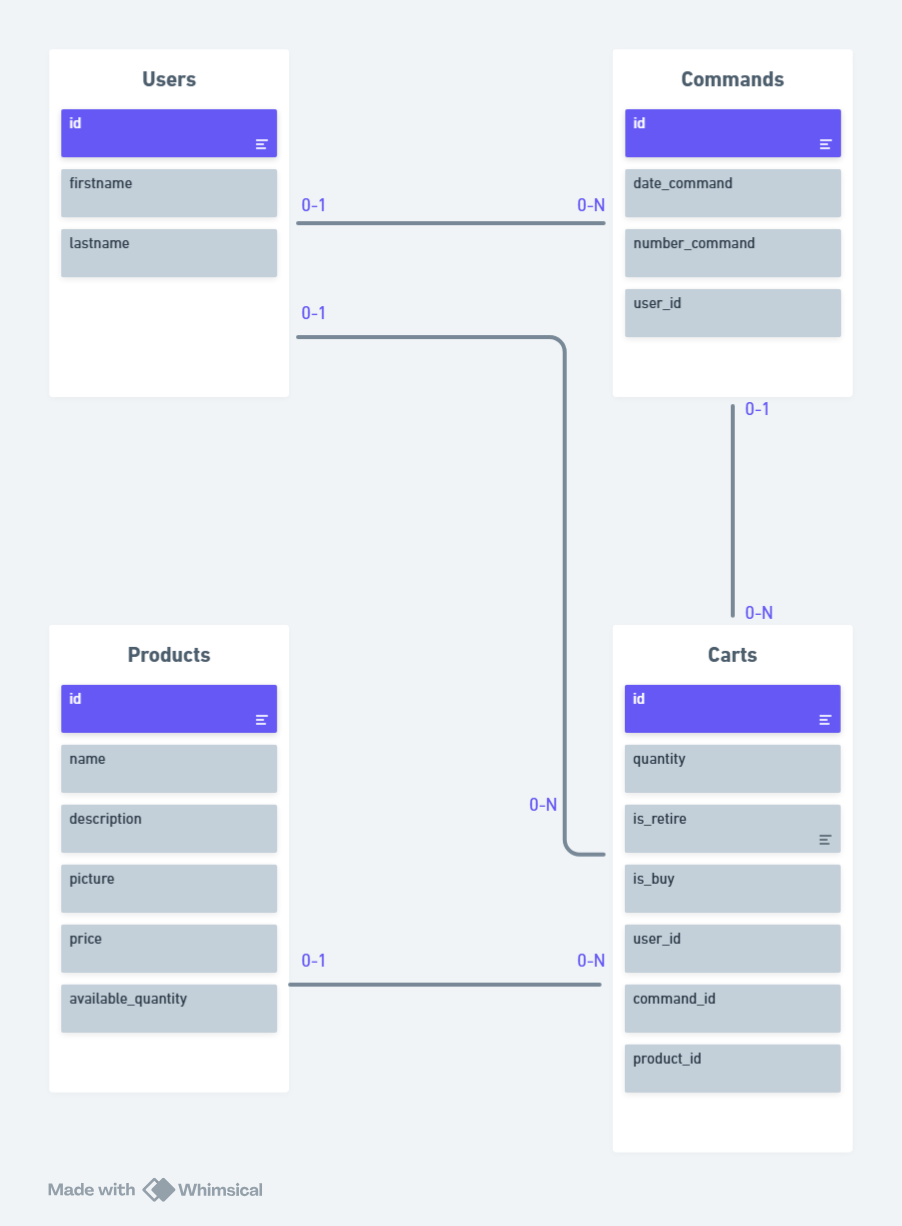 Users
id
firstname
lastname
Commands
id
date_command
number_command
user_id
0-1
0-N
0-1
0-1
0-N
Products
id
name
description
picture
price
available_quantity
Carts
id
quantity
is_retire
is_buy
user_id
command_id
product_id
0-N
0-1
0-N
Made with Whimsical